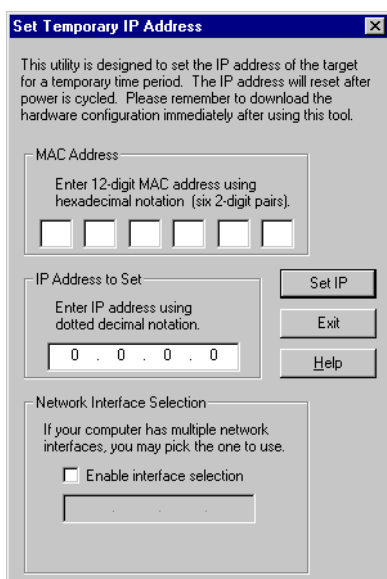 Set Temporary IP Address
This utility is designed to set the IP address of the target
for a temporary time period. The IP address will reset after
power is cycled. Please remember to download the
hardware configuration immediately after using this tool.
MAC Address
Enter 12-digit MAC address using
hexadecimal notation (six 2-digit pairs).
IP Address to Set
Enter IP address using
dotted decimal notation.
0 . 0 . 0 . 0
Set IP
Exit
Help
Network Interface Selection
If your computer has multiple network
interfaces, you may pick the one to use.
Enable interface selection
. . .